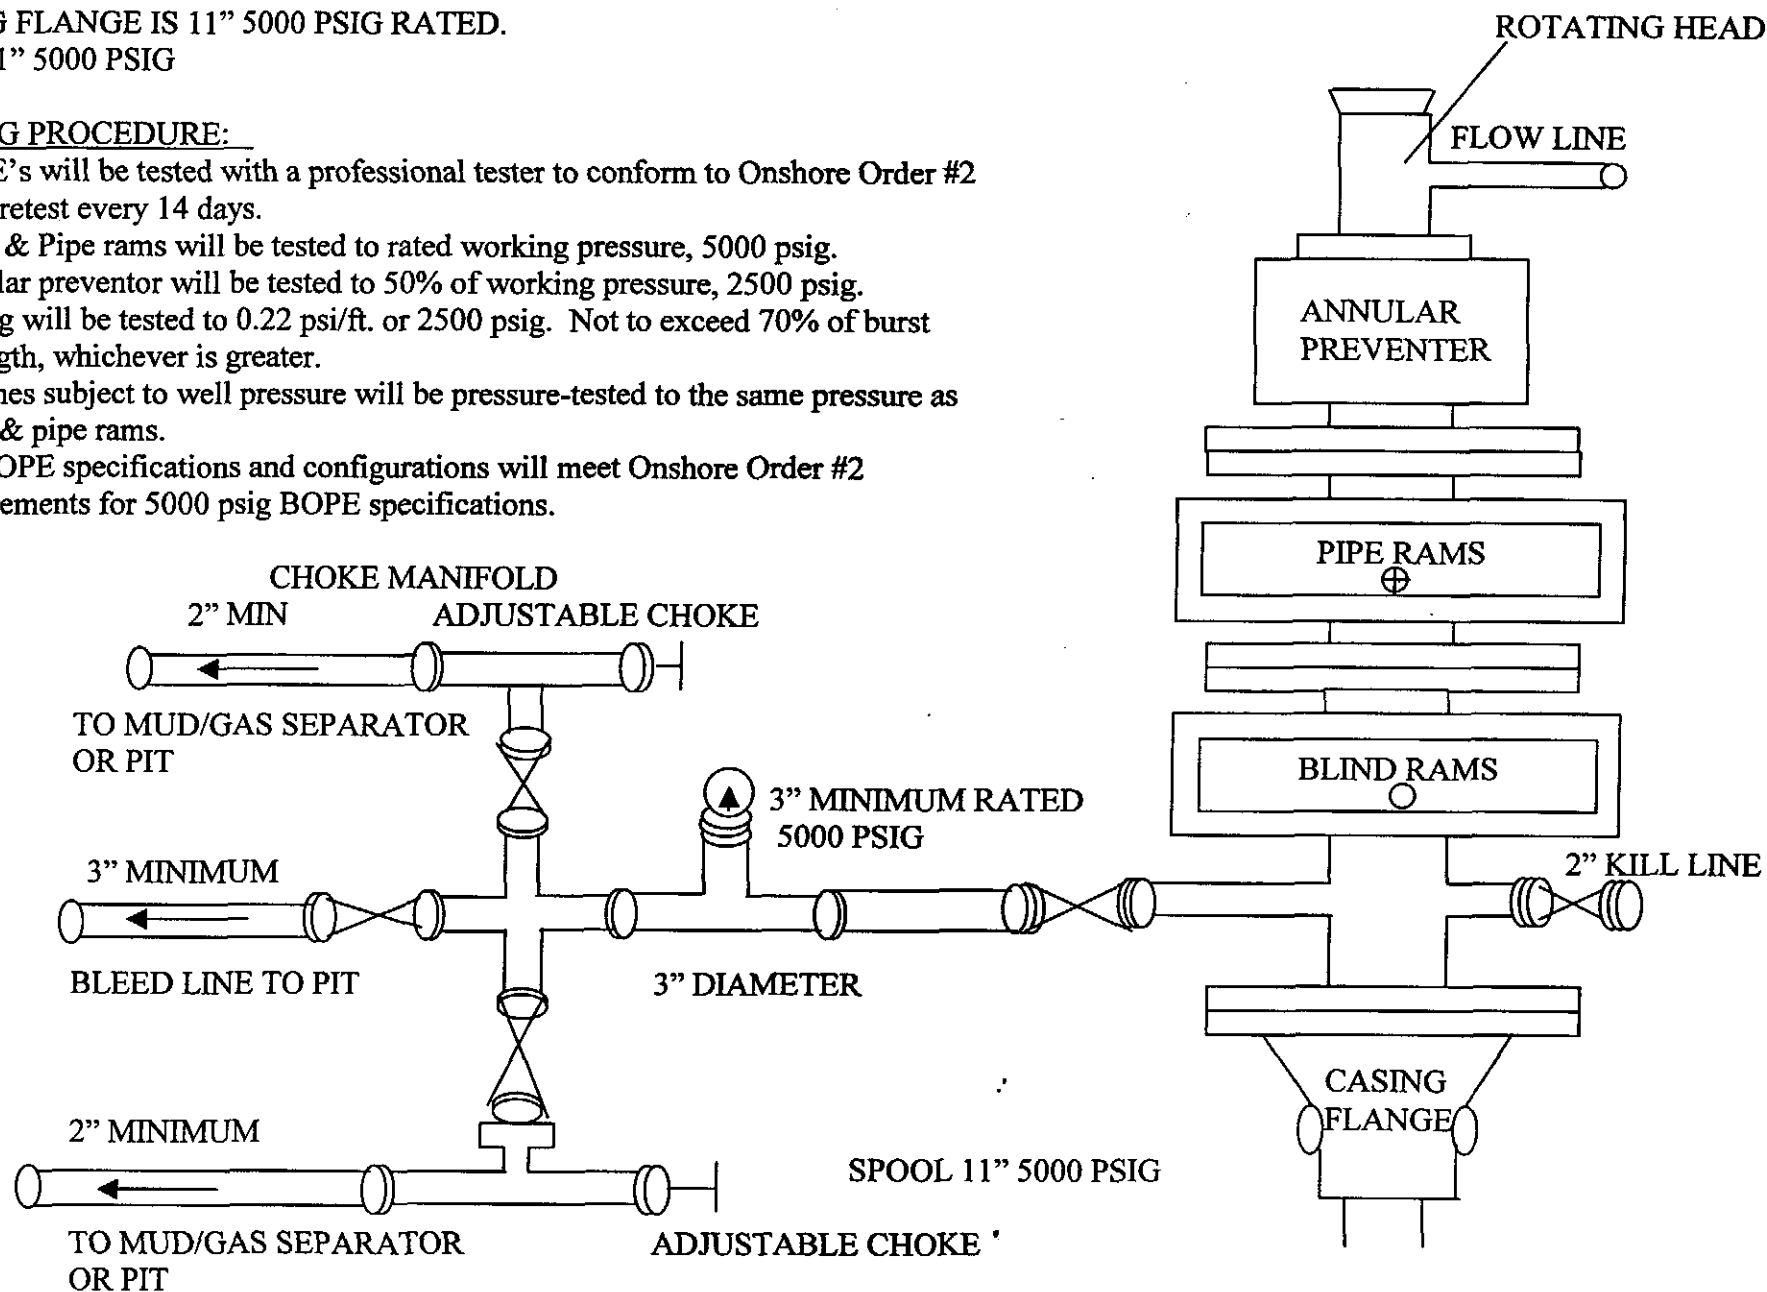 FLANGE IS 11” 5000 PSIG RATED.
1” 5000 PSIG
G PROCEDURE:
E’s will be tested with a professional tester to conform to Onshore Order #2
retest every 14 days.
& Pipe rams will be tested to rated working pressure, 5000 psig.
lar preventor will be tested to 50% of working pressure, 2500 psig.
g will be tested to 0.22 psi/ft. or 2500 psig. Not to exceed 70% of burst
gth, whichever is greater.
nes subject to well pressure will be pressure-tested to the same pressure as
& pipe rams.
OPE specifications and configurations will meet Onshore Order #2
ements for 5000 psig BOPE specifications.
ROTATING HEAD
FLOW LINE
ANNULAR
PREVENTER
PIPE RAMS
BLIND RAMS
2” KILL LINE
CASING
FLANGE
CHOKE MANIFOLD
2” MIN
ADJUSTABLE CHOKE
TO MUD/GAS SEPARATOR
OR PIT
3” MINIMUM RATED
5000 PSIG
3” MINIMUM
BLEED LINE TO PIT
3” DIAMETER
2” MINIMUM
SPOOL 11” 5000 PSIG
TO MUD/GAS SEPARATOR
OR PIT
ADJUSTABLE CHOKE